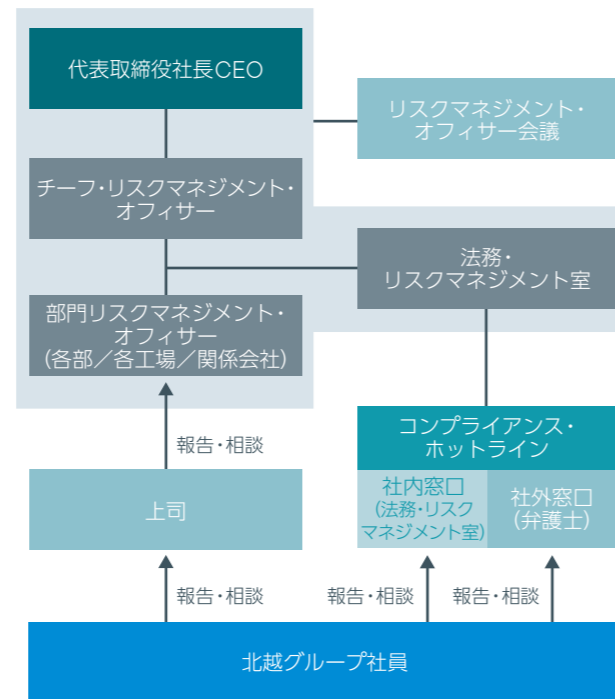 代表取締役社長CEO
リスクマネジメント・
オフィサー会議
チーフ・リスクマネジメント・
オフィサー
法務・
リスクマネジメント室
部門リスクマネジメント・
オフィサー
(各部/各工場/関係会社)
報告・相談
コンプライアンス・
ホットライン
上司
社内窓口
(法務・リスク
マネジメント室)
社外窓口
(弁護士)
報告・相談
報告・相談
報告・相談
北越グループ社員